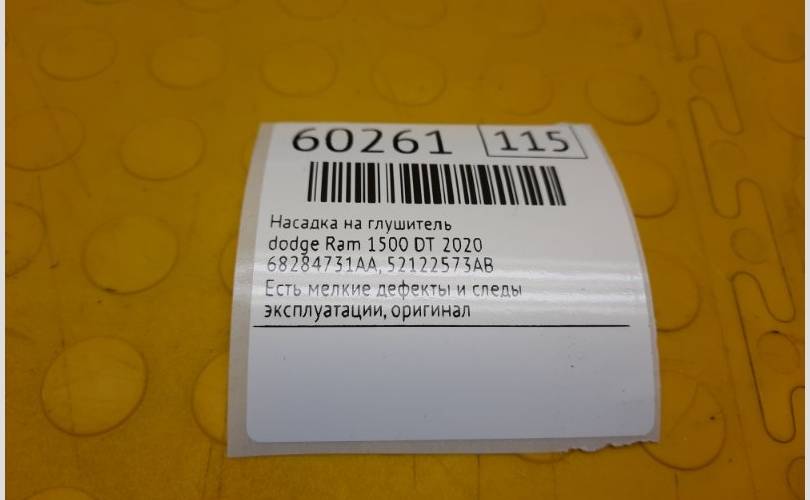 60261 115
Насадка на глушитель
dodge Ram 1500 DT 2020
68284731AA, 52122573AB
Есть мелкие дефекты и следы
эксплуатации, оригинал